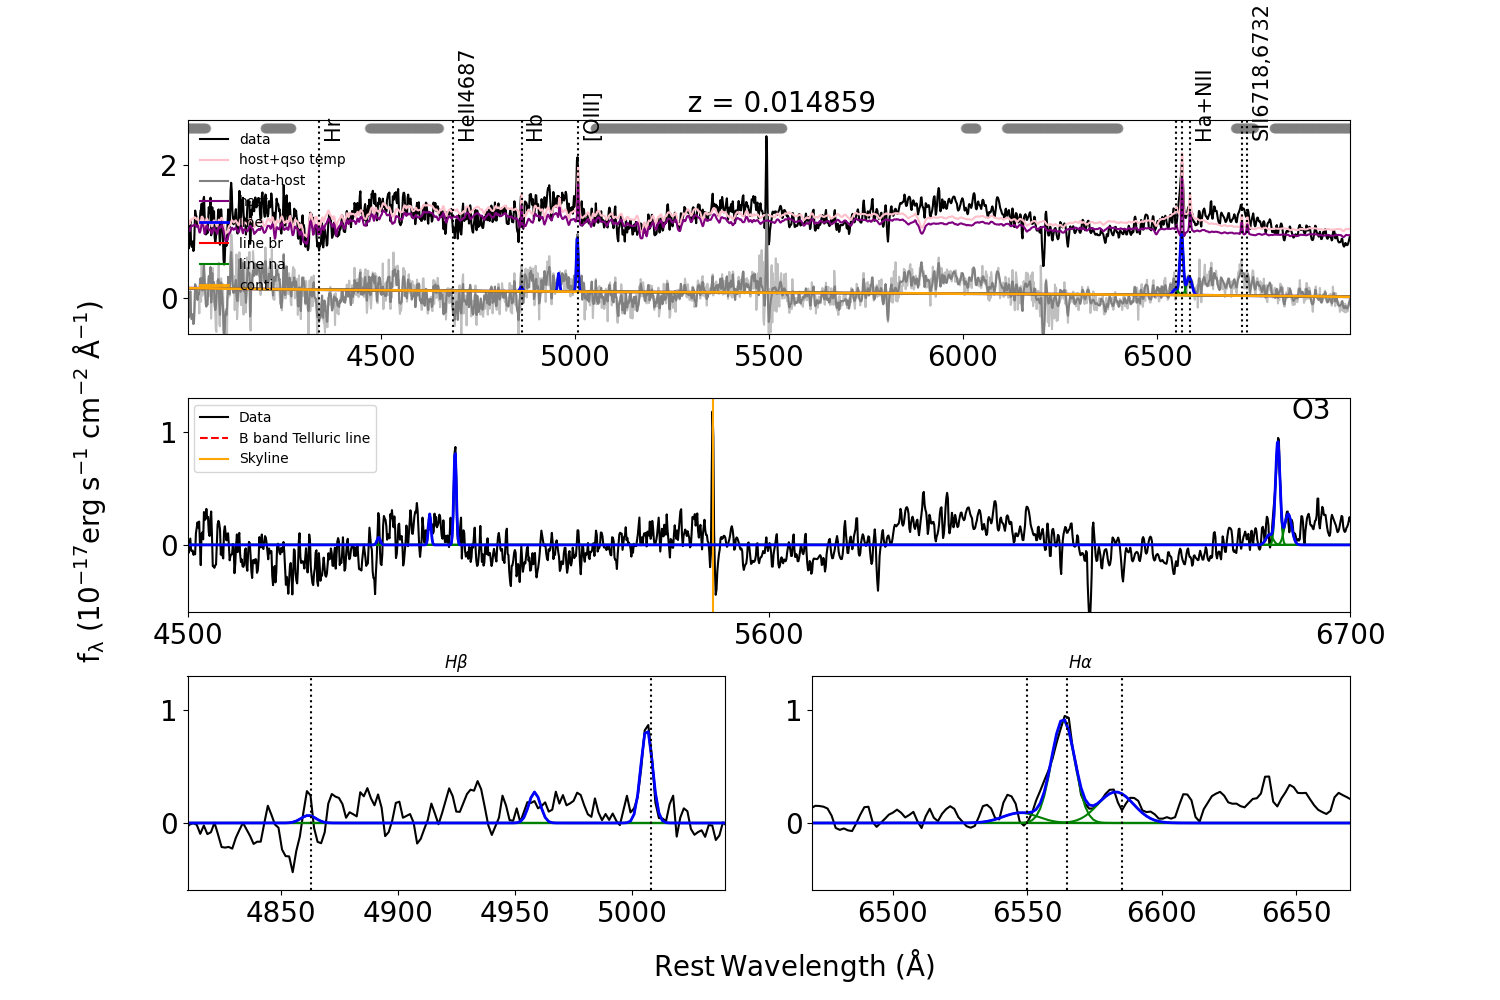 z = 0.014859
Hr
HeII4687
Hb
[OIII]
Ha+NII
SII6718,6732
data
host+qso temp
data-host
line
line br
line na
conti
2
0
4500 5000 5500 6000 6500
fλ (10−17erg s−1 cm−2 Å−1)
Data
B band Telluric line
Skyline
O3
1
0
4500 5600 6700
Hβ
Hα
1
0
4850 4900 4950 5000
1
0
6500 6550 6600 6650
Rest Wavelength (Å)